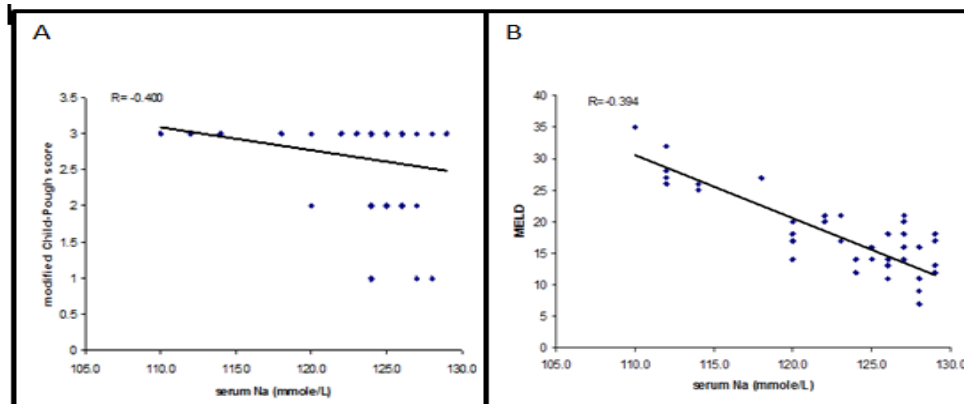 A
R= -0.400
3.5
3
2.5
2
1.5
1
0.5
0
modified Child-Pough score
105.0 110.0 115.0 120.0 125.0 130.0
serum Na (mmole/L)
B
R=-0.394
40
35
30
25
20
15
10
5
0
MELD
105.0 110.0 115.0 120.0 125.0 130.0
serum Na (mmole/L)